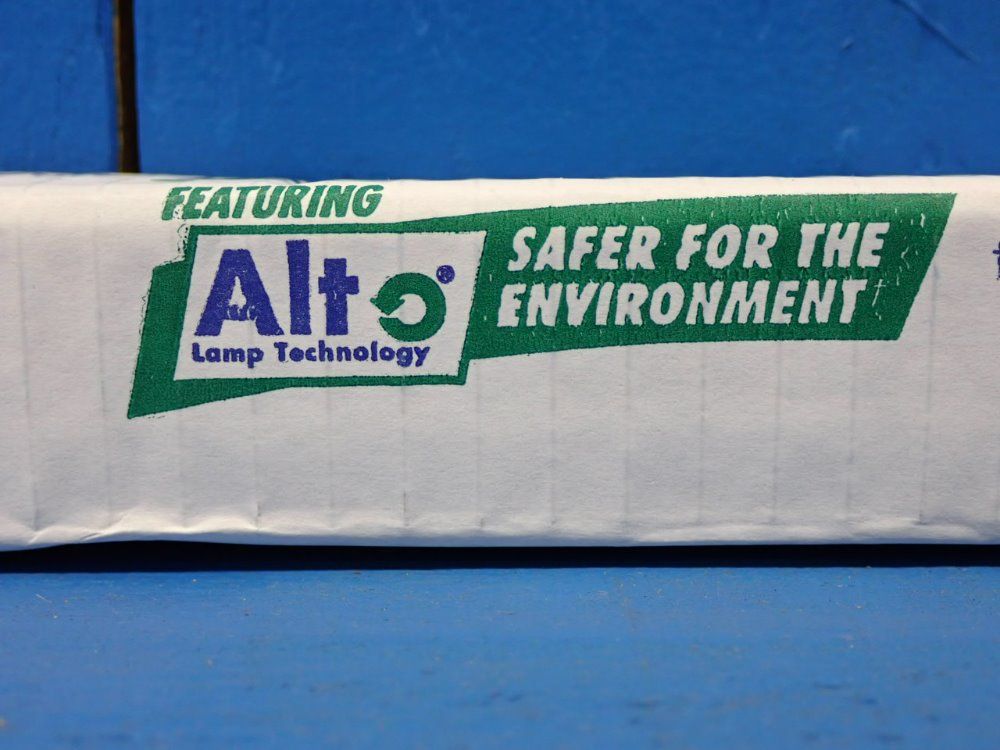 FEATURING
Alto®
Lamp Technology
SAFER FOR THE
ENVIRONMENT†